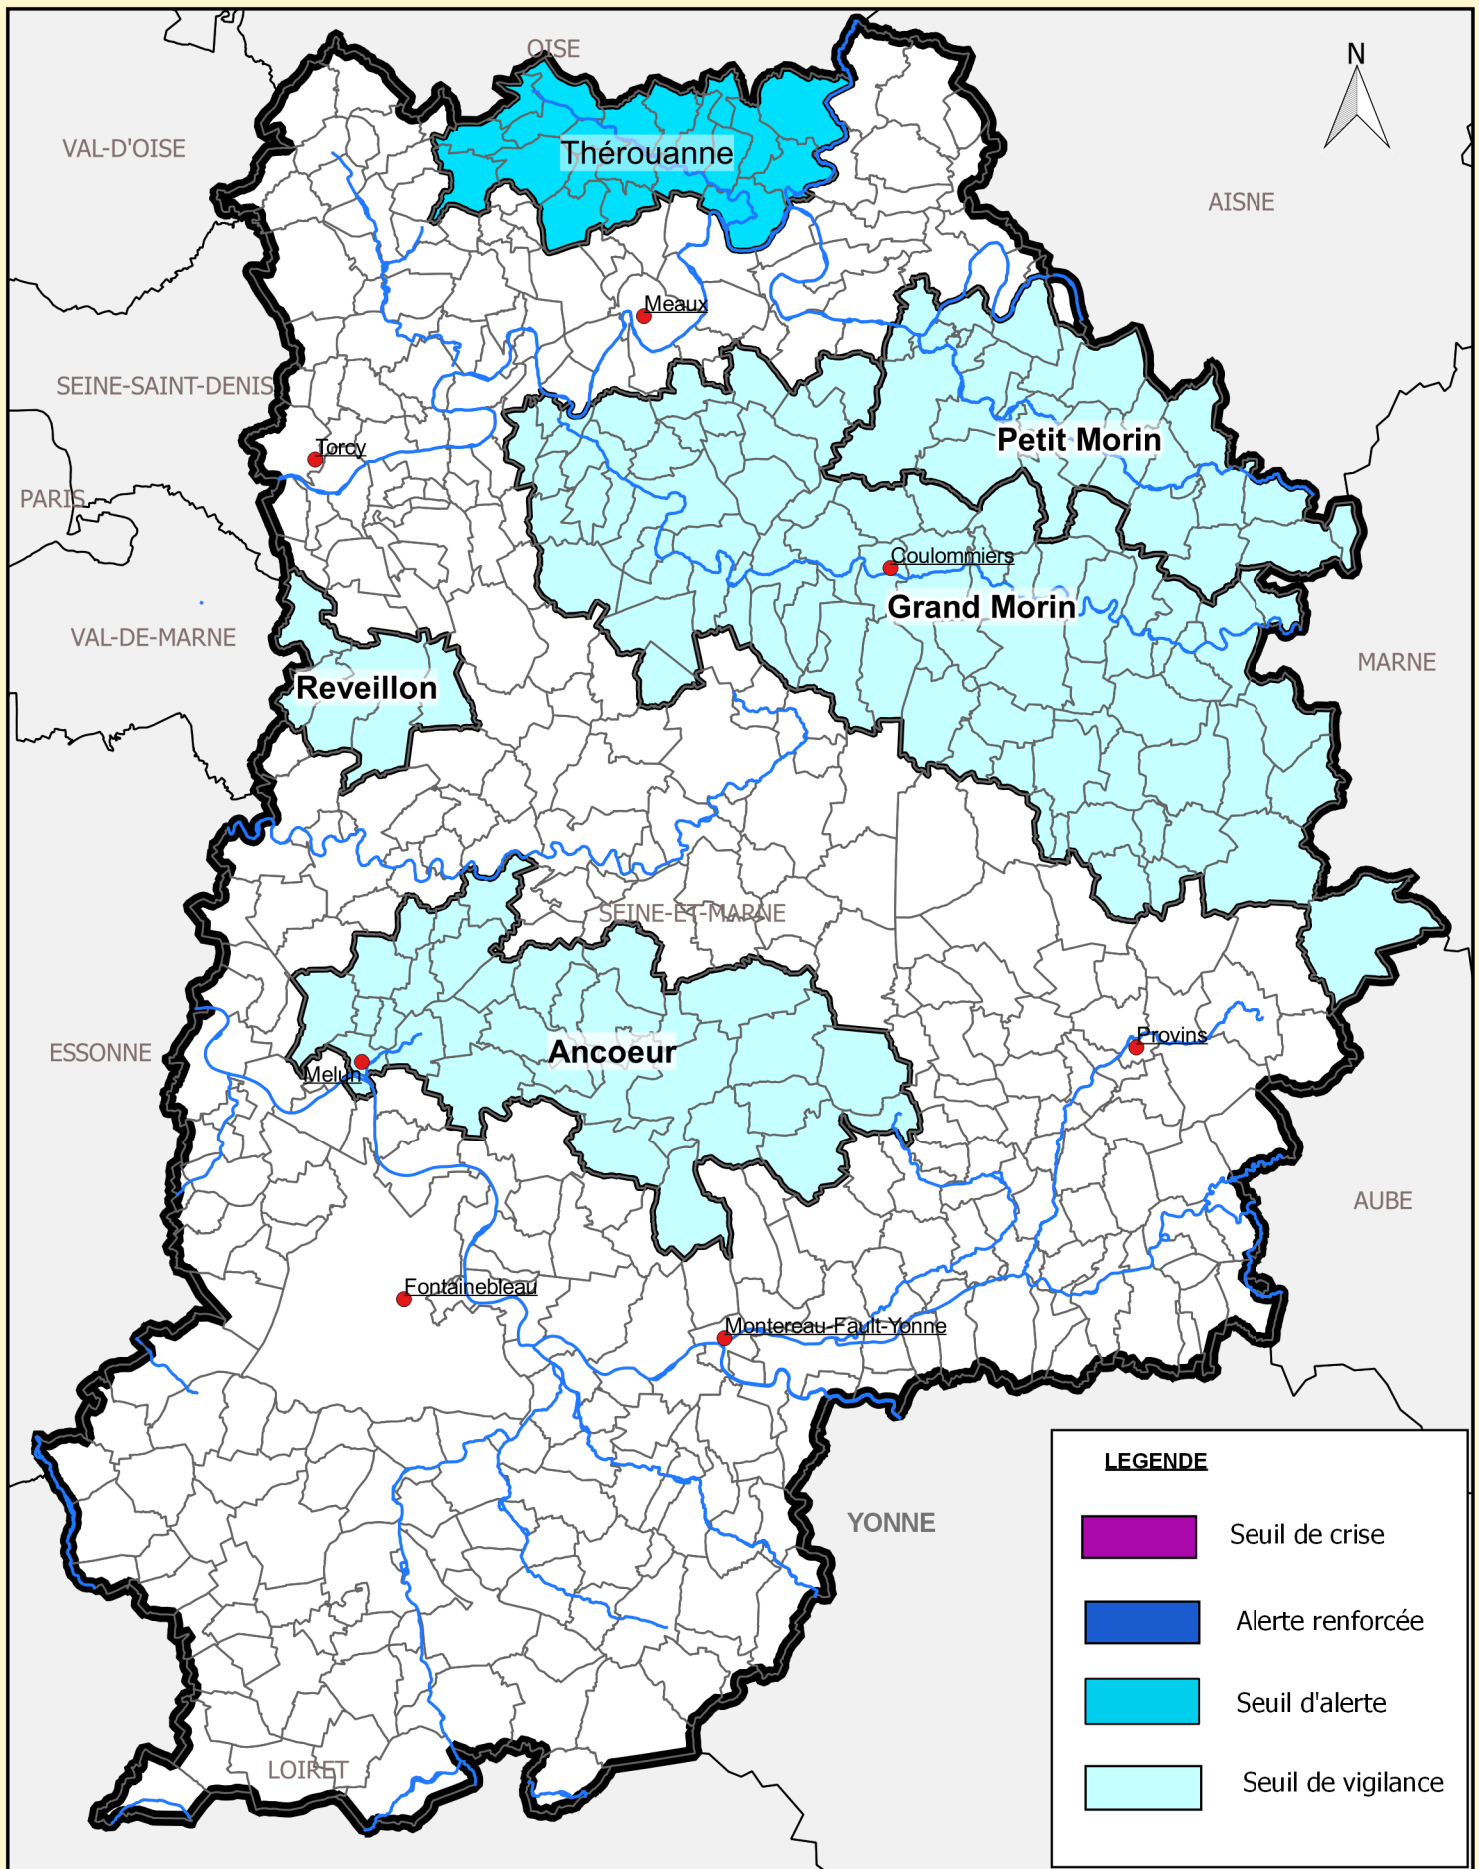 OISE
N
VAL-D'OISE
Thérouanne
AISNE
Meaux
SEINE-SAINT-DENIS
Petit Morin
Torcy
PARIS
Coulommiers
Grand Morin
VAL-DE-MARNE
MARNE
Reveillon
SEINE-ET-MARNE
Provins
ESSONNE
Ancoeur
Melun
AUBE
Fontainebleau
Montereau-Fault-Yonne
YONNE
LOIRET
LEGENDE
Seuil de crise
Alerte renforcée
Seuil d'alerte
Seuil de vigilance